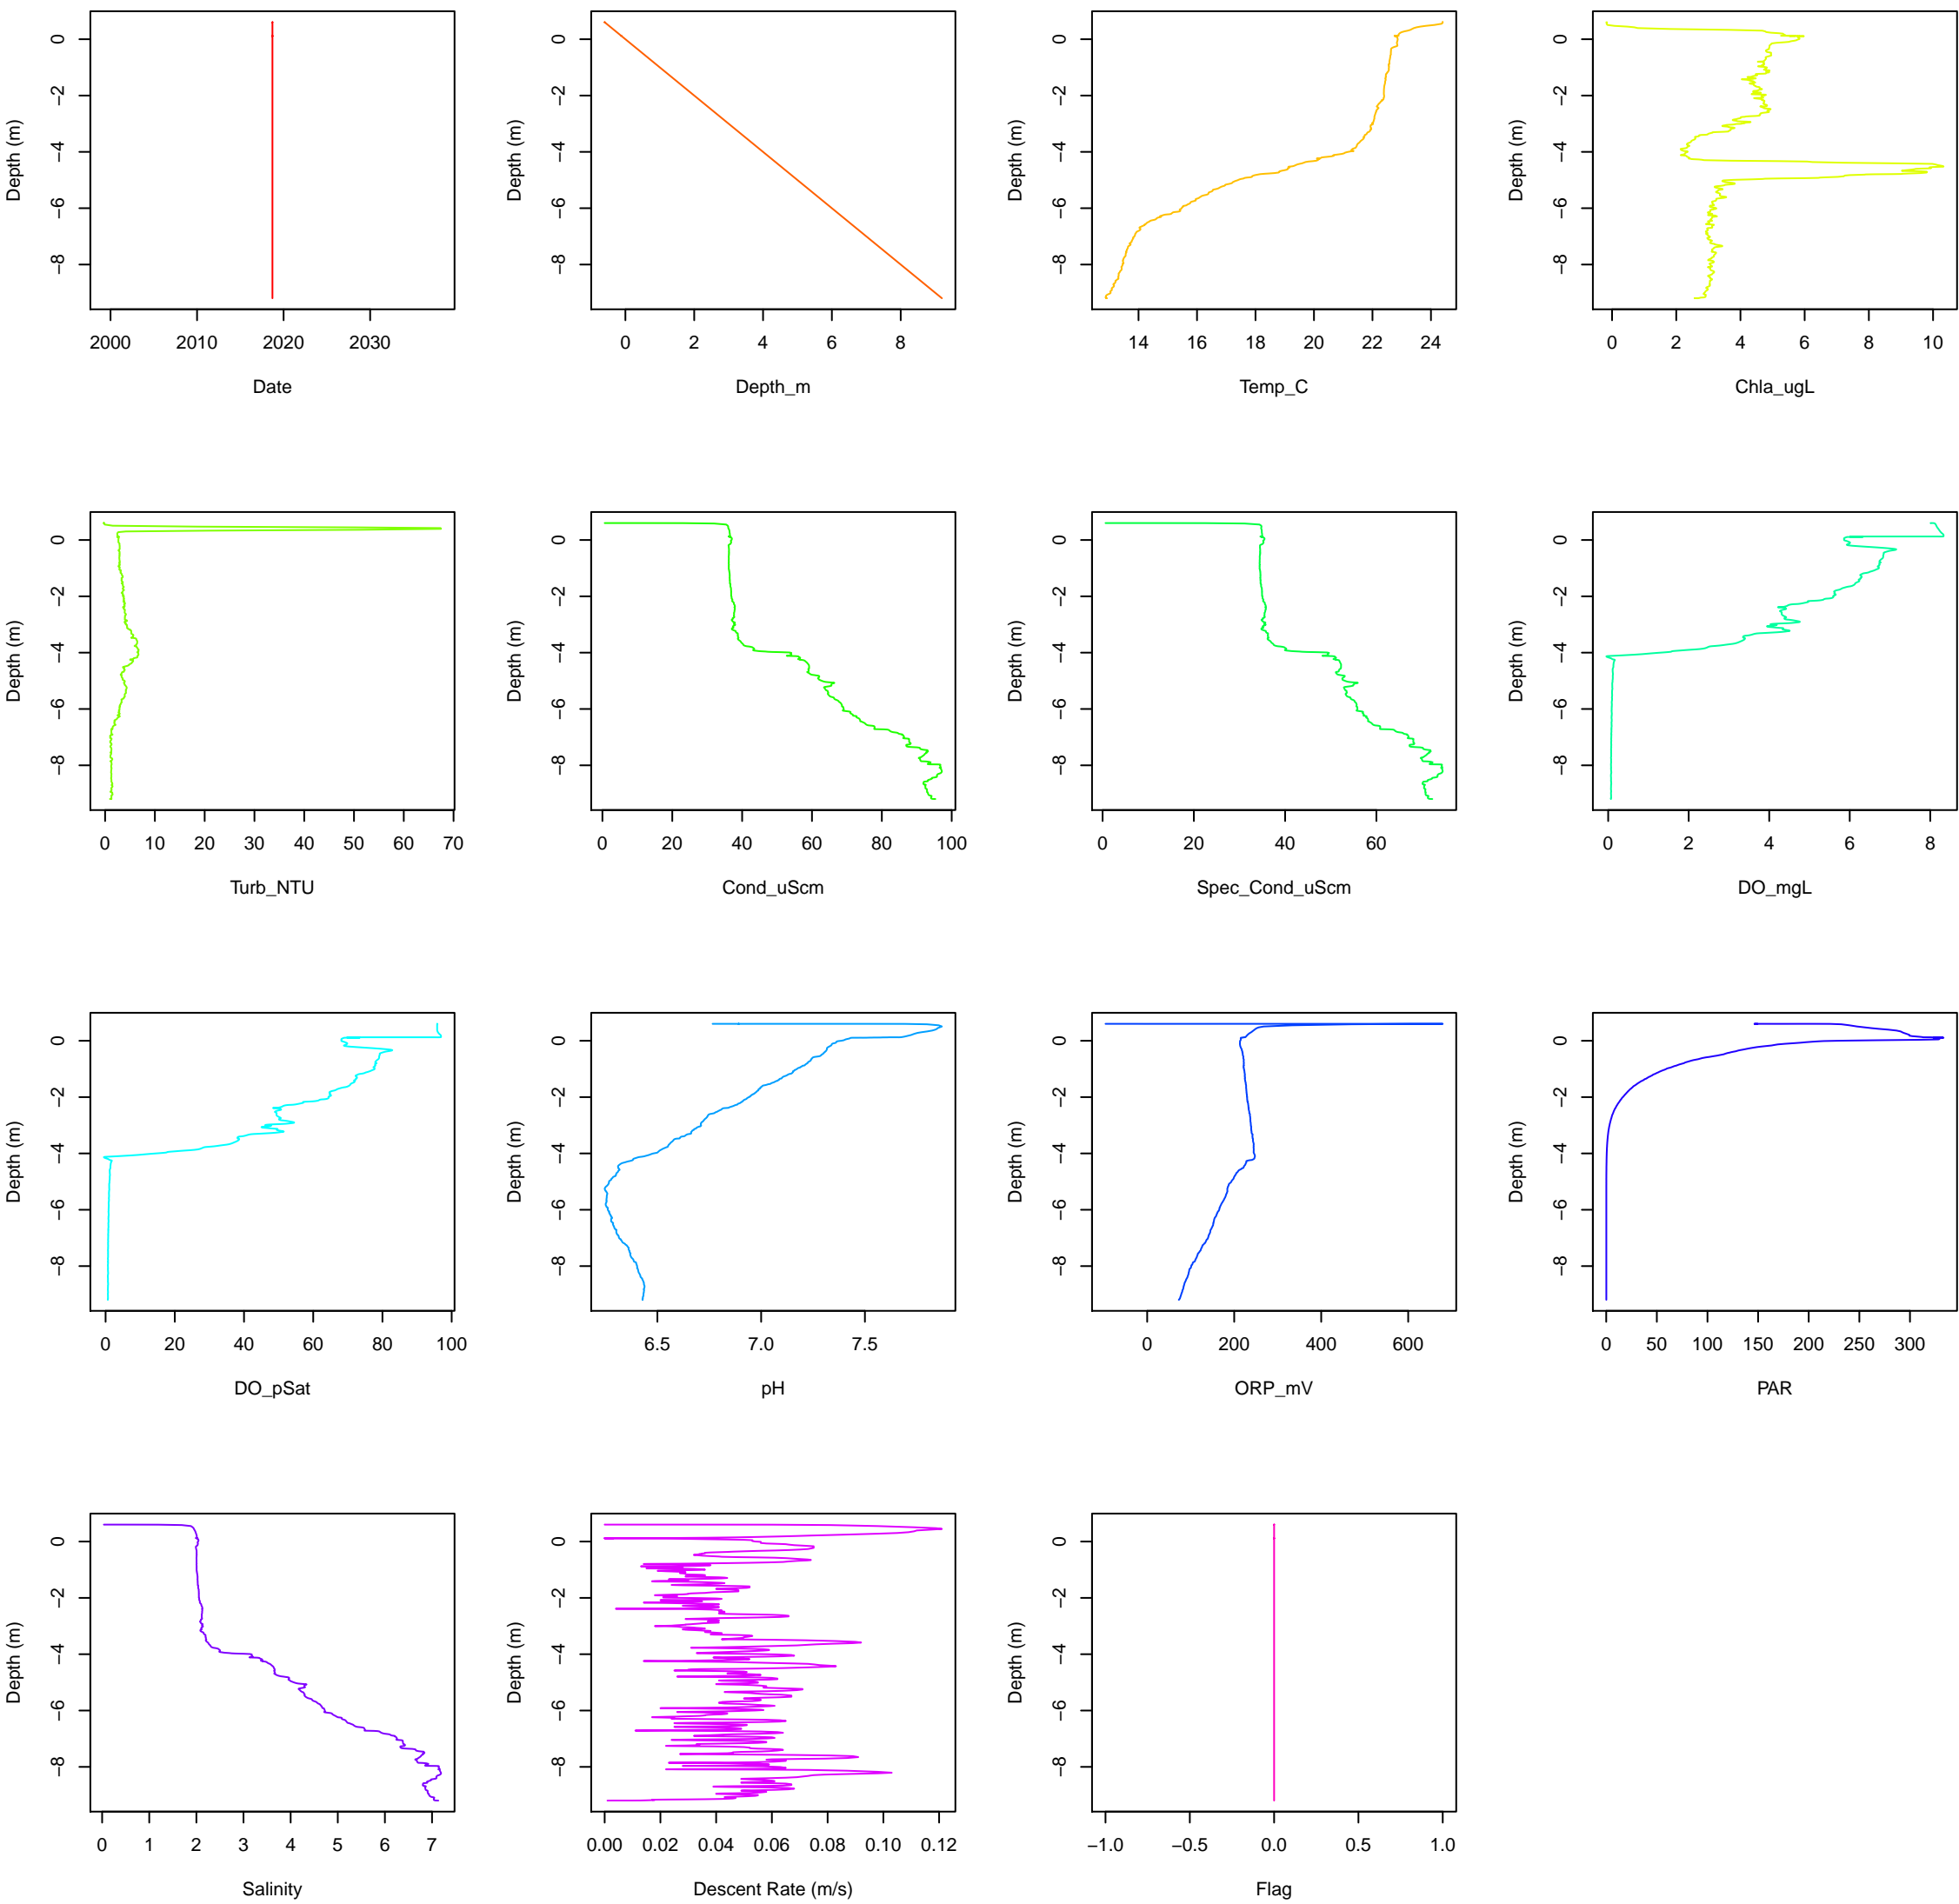 Depth (m)
0
−2
−4
−6
−8
2000 2010 2020 2030
Date
Depth (m)
0
−2
−4
−6
−8
0 2 4 6 8
Depth_m
Depth (m)
0
−2
−4
−6
−8
14 16 18 20 22 24
Temp_C
Depth (m)
0
−2
−4
−6
−8
0 2 4 6 8 10
Chla_ugL
Depth (m)
0
−2
−4
−6
−8
0 10 20 30 40 50 60 70
Turb_NTU
Depth (m)
0
−2
−4
−6
−8
0 20 40 60 80 100
Cond_uScm
Depth (m)
0
−2
−4
−6
−8
0 20 40 60
Spec_Cond_uScm
Depth (m)
0
−2
−4
−6
−8
0 2 4 6 8
DO_mgL
Depth (m)
0
−2
−4
−6
−8
0 20 40 60 80 100
DO_pSat
Depth (m)
0
−2
−4
−6
−8
6.5 7.0 7.5
pH
Depth (m)
0
−2
−4
−6
−8
0 200 400 600
ORP_mV
Depth (m)
0
−2
−4
−6
−8
0 50 100 150 200 250 300
PAR
Depth (m)
0
−2
−4
−6
−8
0 1 2 3 4 5 6 7
Salinity
Depth (m)
0
−2
−4
−6
−8
0.00 0.02 0.04 0.06 0.08 0.10 0.12
Descent Rate (m/s)
Depth (m)
0
−2
−4
−6
−8
−1.0 −0.5 0.0 0.5 1.0
Flag